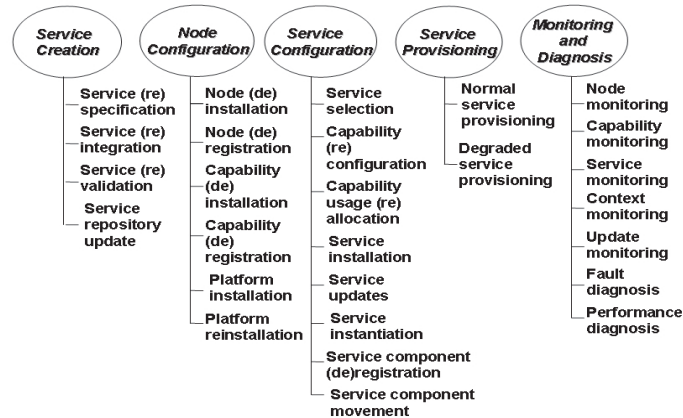 Service
Creation
Service (re)
specification
Service (re)
integration
Service (re)
validation
Service
repository
update
Node
Configuration
Node (de)
installation
Node (de)
registration
Capability
(de)
installation
Capability
(de)
registration
Platform
installation
Platform
reinstallation
Service
Configuration
Service
selection
Capability
(re)
configuration
Capability
usage (re)
allocation
Service
installation
Service
updates
Service
instantiation
Service component
(de)registration
Service component
movement
Service
Provisioning
Normal
service
provisioning
Degraded
service
provisioning
Monitoring
and
Diagnosis
Node
monitoring
Capability
monitoring
Service
monitoring
Context
monitoring
Update
monitoring
Fault
diagnosis
Performance
diagnosis